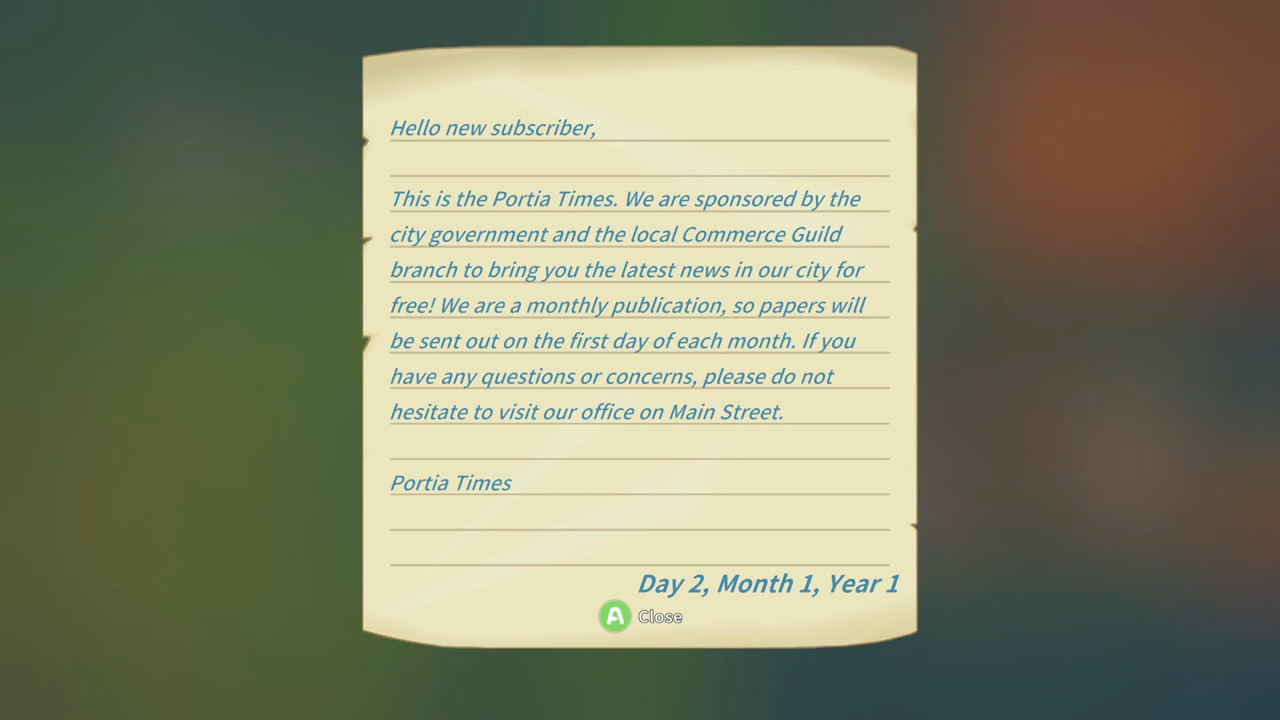 Hello new subscriber,
This is the Portia Times. We are sponsored by the
city government and the local Commerce Guild
branch to bring you the latest news in our city for
free! We are a monthly publication, so papers will
be sent out on the first day of each month. If you
have any questions or concerns, please do not
hesitate to visit our office on Main Street.
Portia Times
Day 2, Month 1, Year 1
A Close